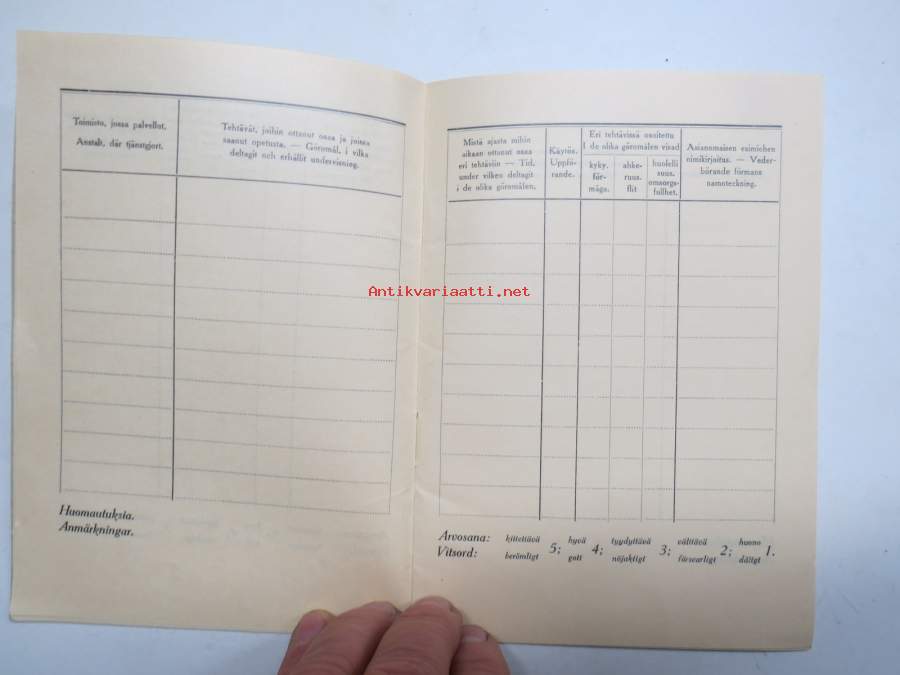 Toimisto, jossa palvellut.
Anstalt, där tjänstgjort.
Tehtävät, joihin ottanut osaa ja joissa
saanut opetusta. — Göromål, i vilka
deltagit och erhållit undervisning.
Huomautuksia.
Anmärkningar.
Mistä ajasta mihin
aikaan ottanut osaa
eri tehtäviin — Tid,
under vilken deltagit
i de olika göromålen.
Käytös.
Uppfö-
rande.
Eri tehtävissä osoitettu
I de olika göromålen visad
kyky.
för-
måga.
ahke-
ruus.
flit
huolelli
suus.
omsorgs-
fullhet.
Asianomaisen esimiehen
nimikirjoitus. — Veder-
börande förmans
namnteckning.
Antikvariaatti.net
Arvosana: kiitettävä 5; hyvä 4; tyydyttävä 3; välttävä 2; huono 1.
Vitsord: berömligt gott nöjaktigt försvarligt dåligt